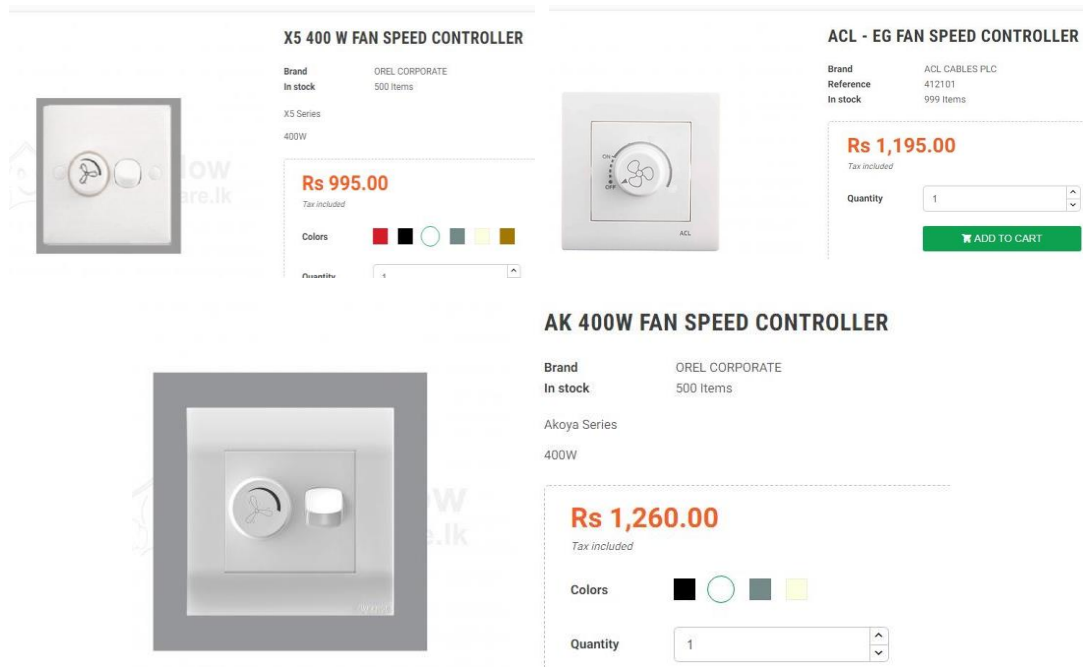 X5 400 W FAN SPEED CONTROLLER
Brand OREL CORPORATE
In stock 500 Items
X5 Series
400W
Rs 995.00
Tax included
Colors
Quantity 1
ACL - EG FAN SPEED CONTROLLER
Brand ACL CABLES PLC
Reference 412101
In stock 999 Items
ON
OFF
ACL
Rs 1,195.00
Tax included
Quantity 1
ADD TO CART
AK 400W FAN SPEED CONTROLLER
Brand OREL CORPORATE
In stock 500 Items
Akoya Series
400W
Rs 1,260.00
Tax included
Colors
Quantity 1